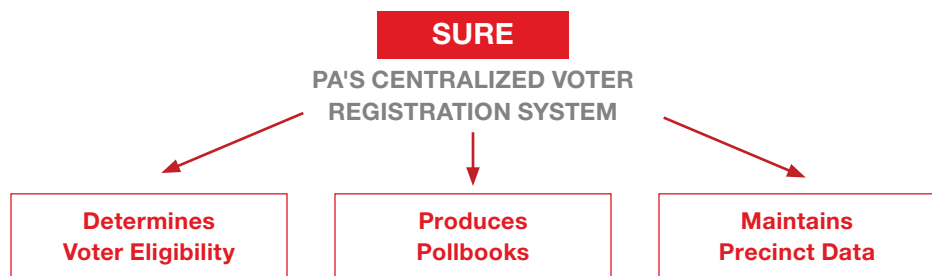 SURE
PA'S CENTRALIZED VOTER
REGISTRATION SYSTEM
Determines
Voter Eligibility
Produces
Pollbooks
Maintains
Precinct Data